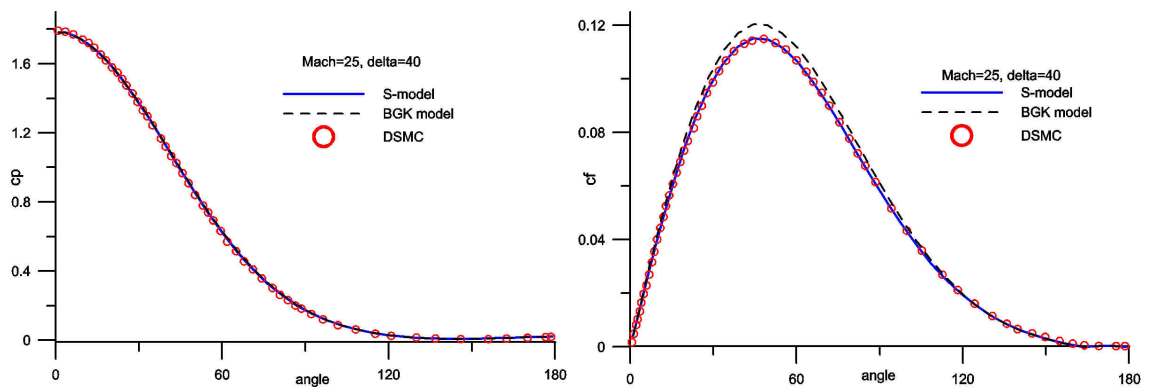 1.6
1.2
0.8
0.4
0
cp
Mach=25, delta=40
S-model
BGK model
DSMC
0
60
angle
120
180
0.12
0.08
0.04
0
cf
Mach=25, delta=40
S-model
BGK model
DSMC
0
60
angle
120
180